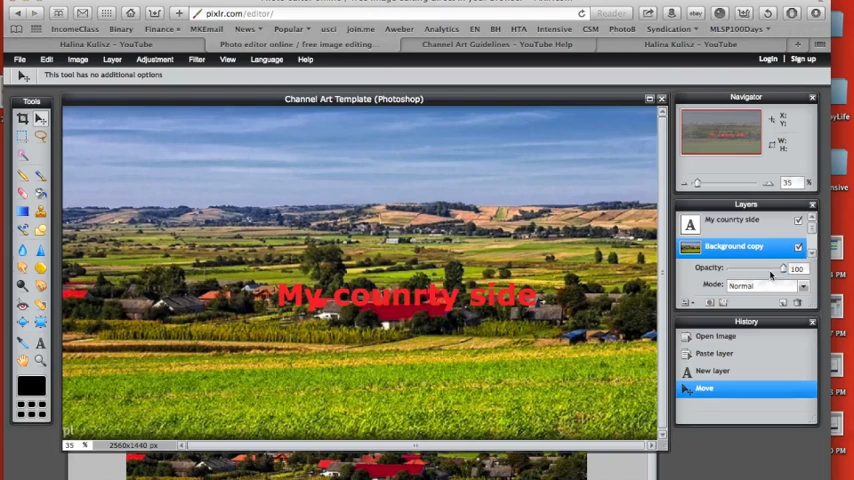 pixlr.com/editor/
Reader
IncomeClass Binary Finance MKEmail News Popular usci join.me Aweber Analytics EN BH HTA Intensive CSM PhotoB Syndication MLSP100Days
Halina Kulisz – YouTube
Photo editor online / free image editing...
Channel Art Guidelines – YouTube Help
Halina Kulisz – YouTube
File Edit Image Layer Adjustment Filter View Language Help
Login | Sign up
This tool has no additional options
Tools
Channel Art Template (Photoshop)
My counrty side
35 %
2560x1440 px
Navigator
X:
Y:
W:
H:
35 %
Layers
A My counrty side
Background copy
Opacity: 100
Mode: Normal
History
Open image
Paste layer
A New layer
Move